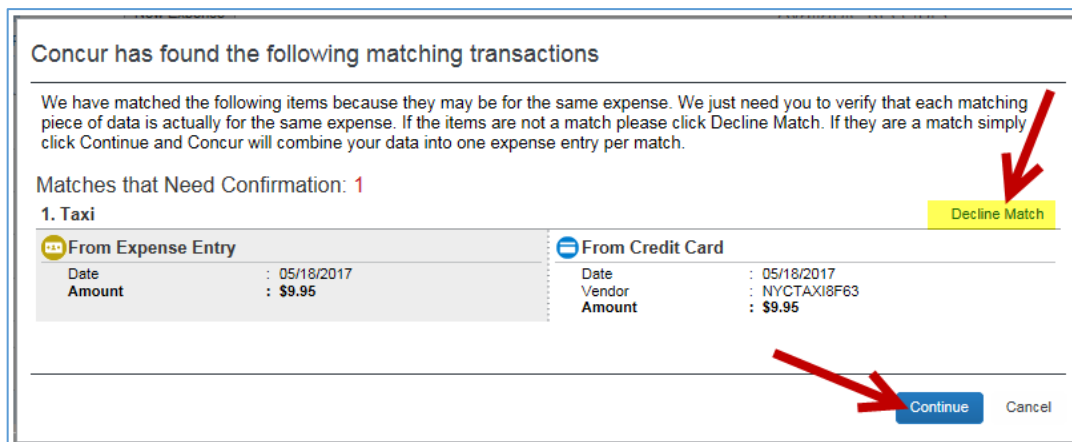 Concur has found the following matching transactions
We have matched the following items because they may be for the same expense. We just need you to verify that each matching
piece of data is actually for the same expense. If the items are not a match please click Decline Match. If they are a match simply
click Continue and Concur will combine your data into one expense entry per match.
Matches that Need Confirmation: 1
1. Taxi Decline Match
From Expense Entry From Credit Card
Date : 05/18/2017 Date : 05/18/2017
Amount : $9.95 Vendor : NYCTAXI8F63
Amount : $9.95
Continue Cancel